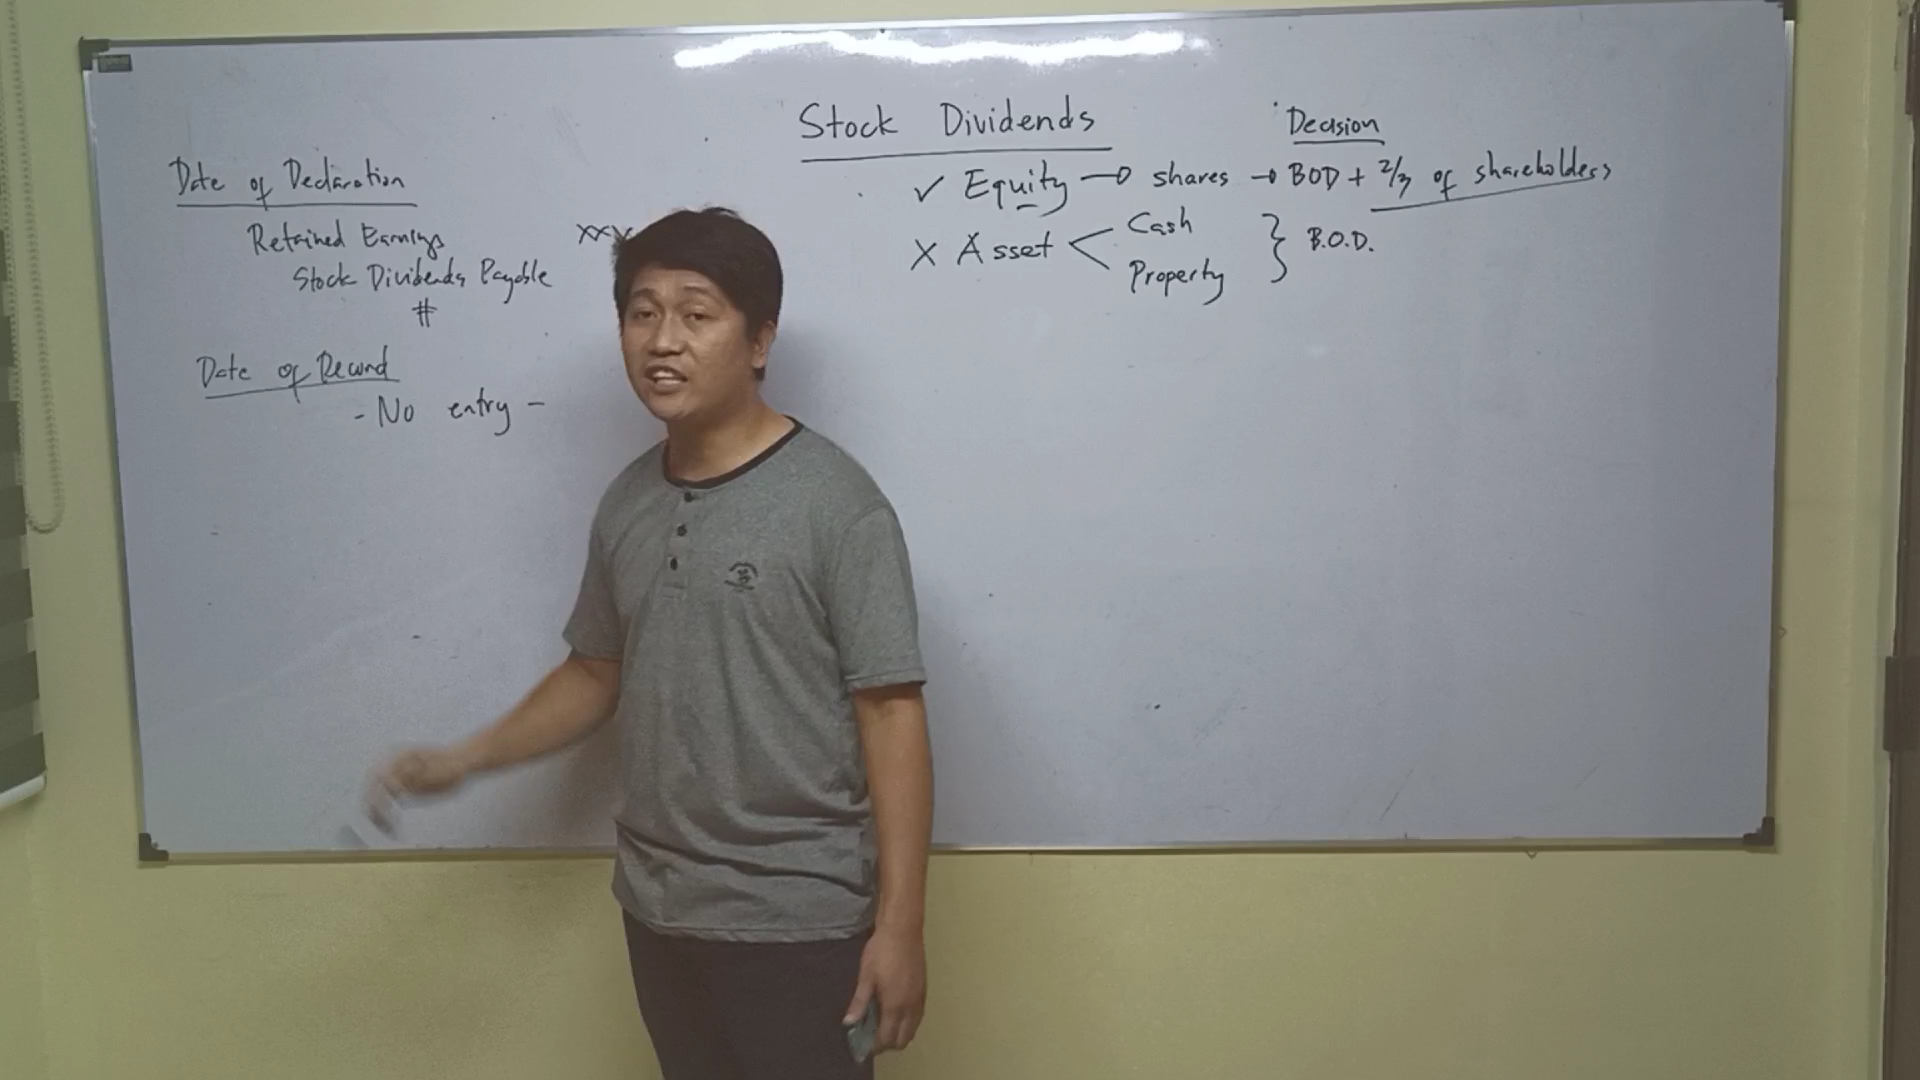 Stock Dividends
Decision
✓ Equity → shares → BOD + 2/3 of shareholders
X Asset < Cash
Property
} B.O.D.
Date of Declaration
Retained Earnings xxx
Stock Dividends Payable
#
Date of Record
- No entry -